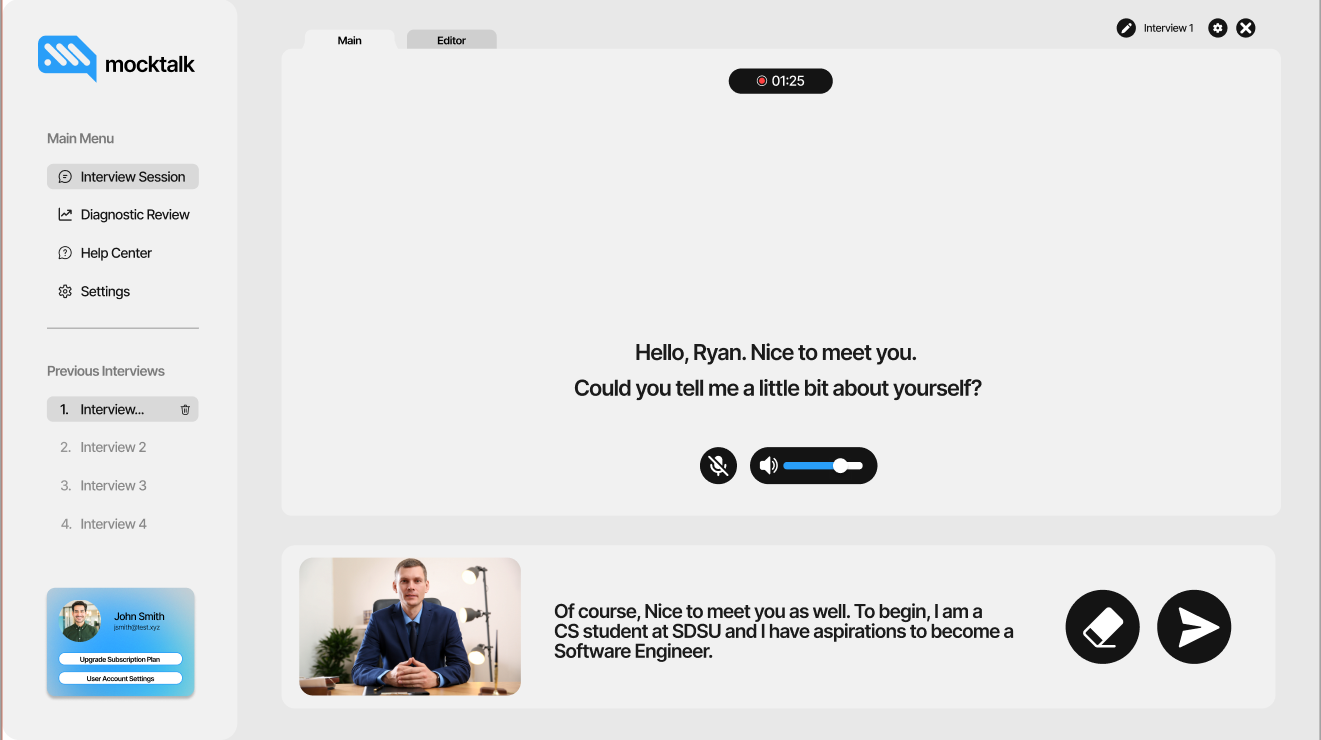 mocktalk
Main Menu
Interview Session
Diagnostic Review
Help Center
Settings
Previous Interviews
1. Interview...
2. Interview 2
3. Interview 3
4. Interview 4
John Smith
jsmith@test.xyz
Upgrade Subscription Plan
User Account Settings
Main
Editor
Interview 1
01:25
Hello, Ryan. Nice to meet you.
Could you tell me a little bit about yourself?
Of course, Nice to meet you as well. To begin, I am a
CS student at SDSU and I have aspirations to become a
Software Engineer.